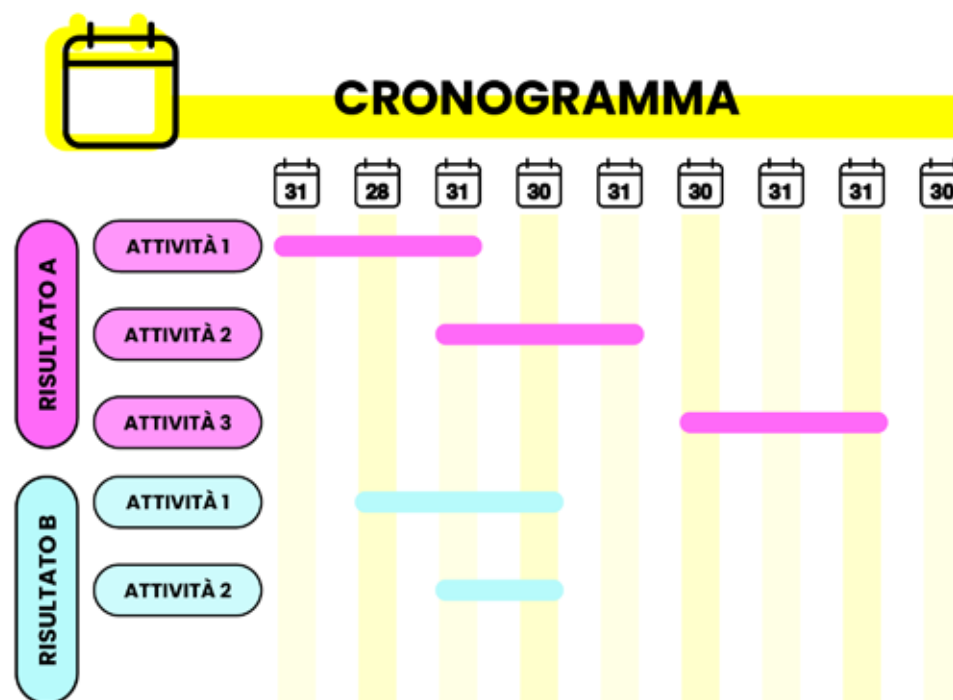 CRONOGRAMMA
31 28 31 30 31 30 31 31 30
RISULTATO A
ATTIVITÀ 1
ATTIVITÀ 2
ATTIVITÀ 3
RISULTATO B
ATTIVITÀ 1
ATTIVITÀ 2